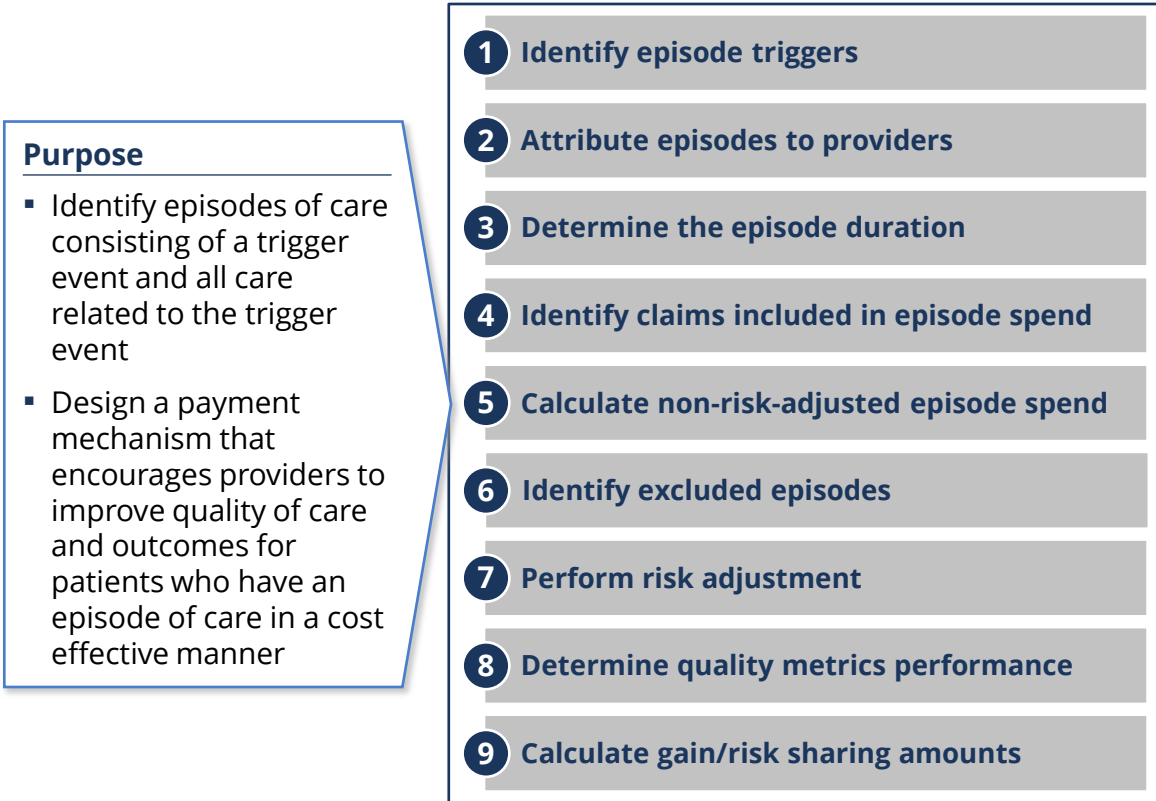 Purpose
▪ Identify episodes of care
consisting of a trigger
event and all care
related to the trigger
event
▪ Design a payment
mechanism that
encourages providers to
improve quality of care
and outcomes for
patients who have an
episode of care in a cost
effective manner
1 Identify episode triggers
2 Attribute episodes to providers
3 Determine the episode duration
4 Identify claims included in episode spend
5 Calculate non-risk-adjusted episode spend
6 Identify excluded episodes
7 Perform risk adjustment
8 Determine quality metrics performance
9 Calculate gain/risk sharing amounts